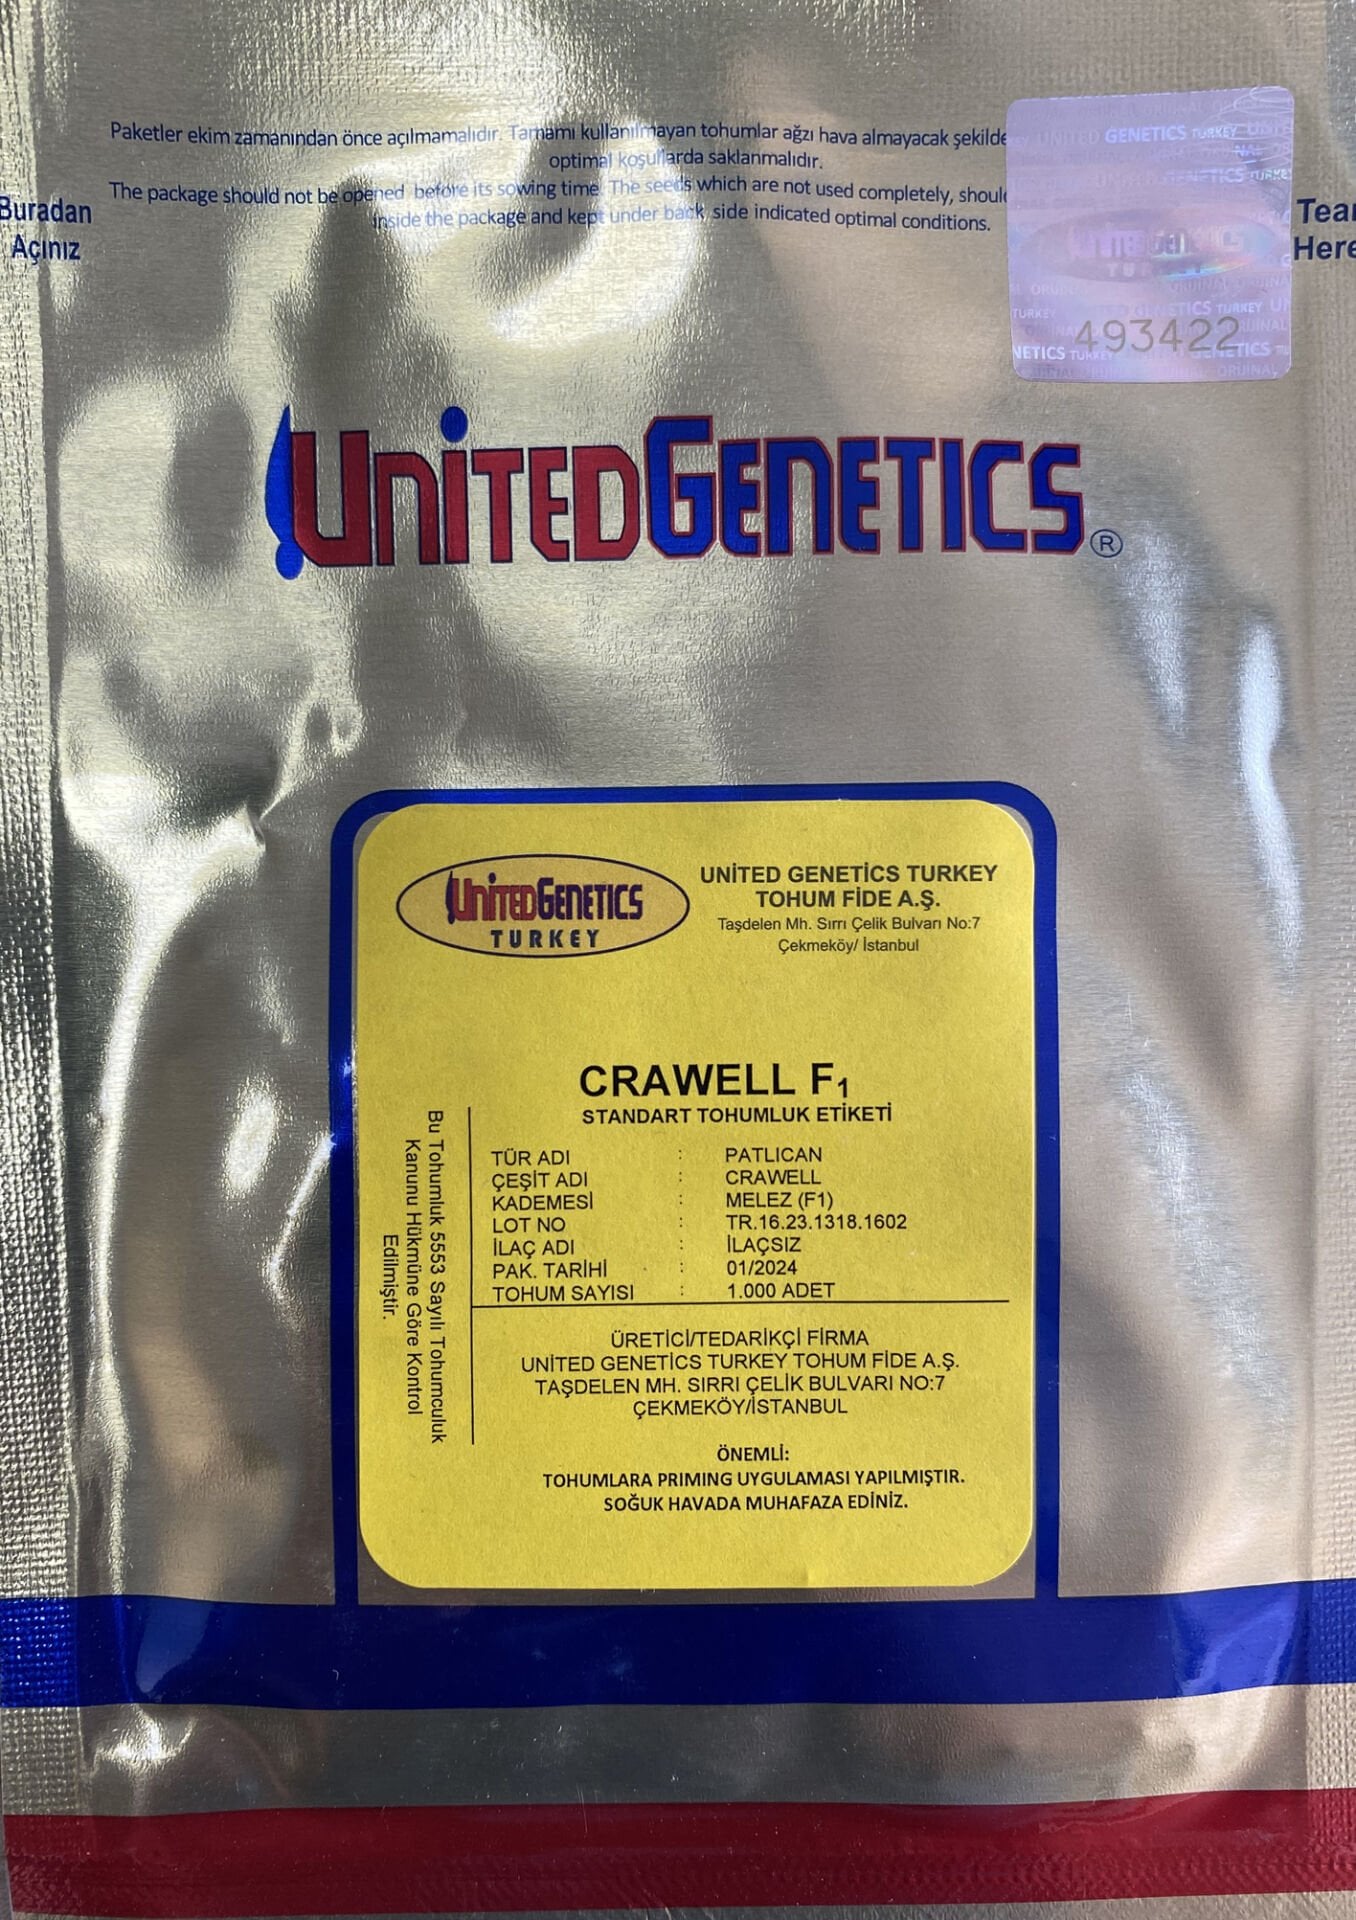 Paketler ekim zamanından önce açılmamalıdır. Tamamı kullanılmayan tohumlar ağzı hava almayacak şekilde
optimal koşullarda saklanmalıdır.
The package should not be opened before its sowing time. The seeds which are not used completely,
inside the package and kept under back side indicated optimal conditions.
Buradan
Açınız
Tear
Here
UNITED GENETICS TURKEY
UNITED GENETICS
TURKEY
493422
UNITED GENETICS ®
UNITED GENETICS
TURKEY
UNİTED GENETİCS TURKEY
TOHUM FİDE A.Ş.
Taşdelen Mh. Sırrı Çelik Bulvarı No:7
Çekmeköy/ İstanbul
CRAWELL F1
STANDART TOHUMLUK ETİKETİ
TÜR ADI : PATLICAN
ÇEŞİT ADI : CRAWELL
KADEMESİ : MELEZ (F1)
LOT NO : TR.16.23.1318.1602
İLAÇ ADI : İLAÇSIZ
PAK. TARİHİ : 01/2024
TOHUM SAYISI : 1.000 ADET
Bu Tohumluk 5553 Sayılı Tohumculuk
Kanunu Hükmüne Göre Kontrol
Edilmiştir.
ÜRETİCİ/TEDARİKÇİ FİRMA
UNİTED GENETİCS TURKEY TOHUM FİDE A.Ş.
TAŞDELEN MH. SIRRI ÇELİK BULVARI NO:7
ÇEKMEKÖY/İSTANBUL
ÖNEMLİ:
TOHUMLARA PRIMING UYGULAMASI YAPILMIŞTIR.
SOĞUK HAVADA MUHAFAZA EDİNİZ.